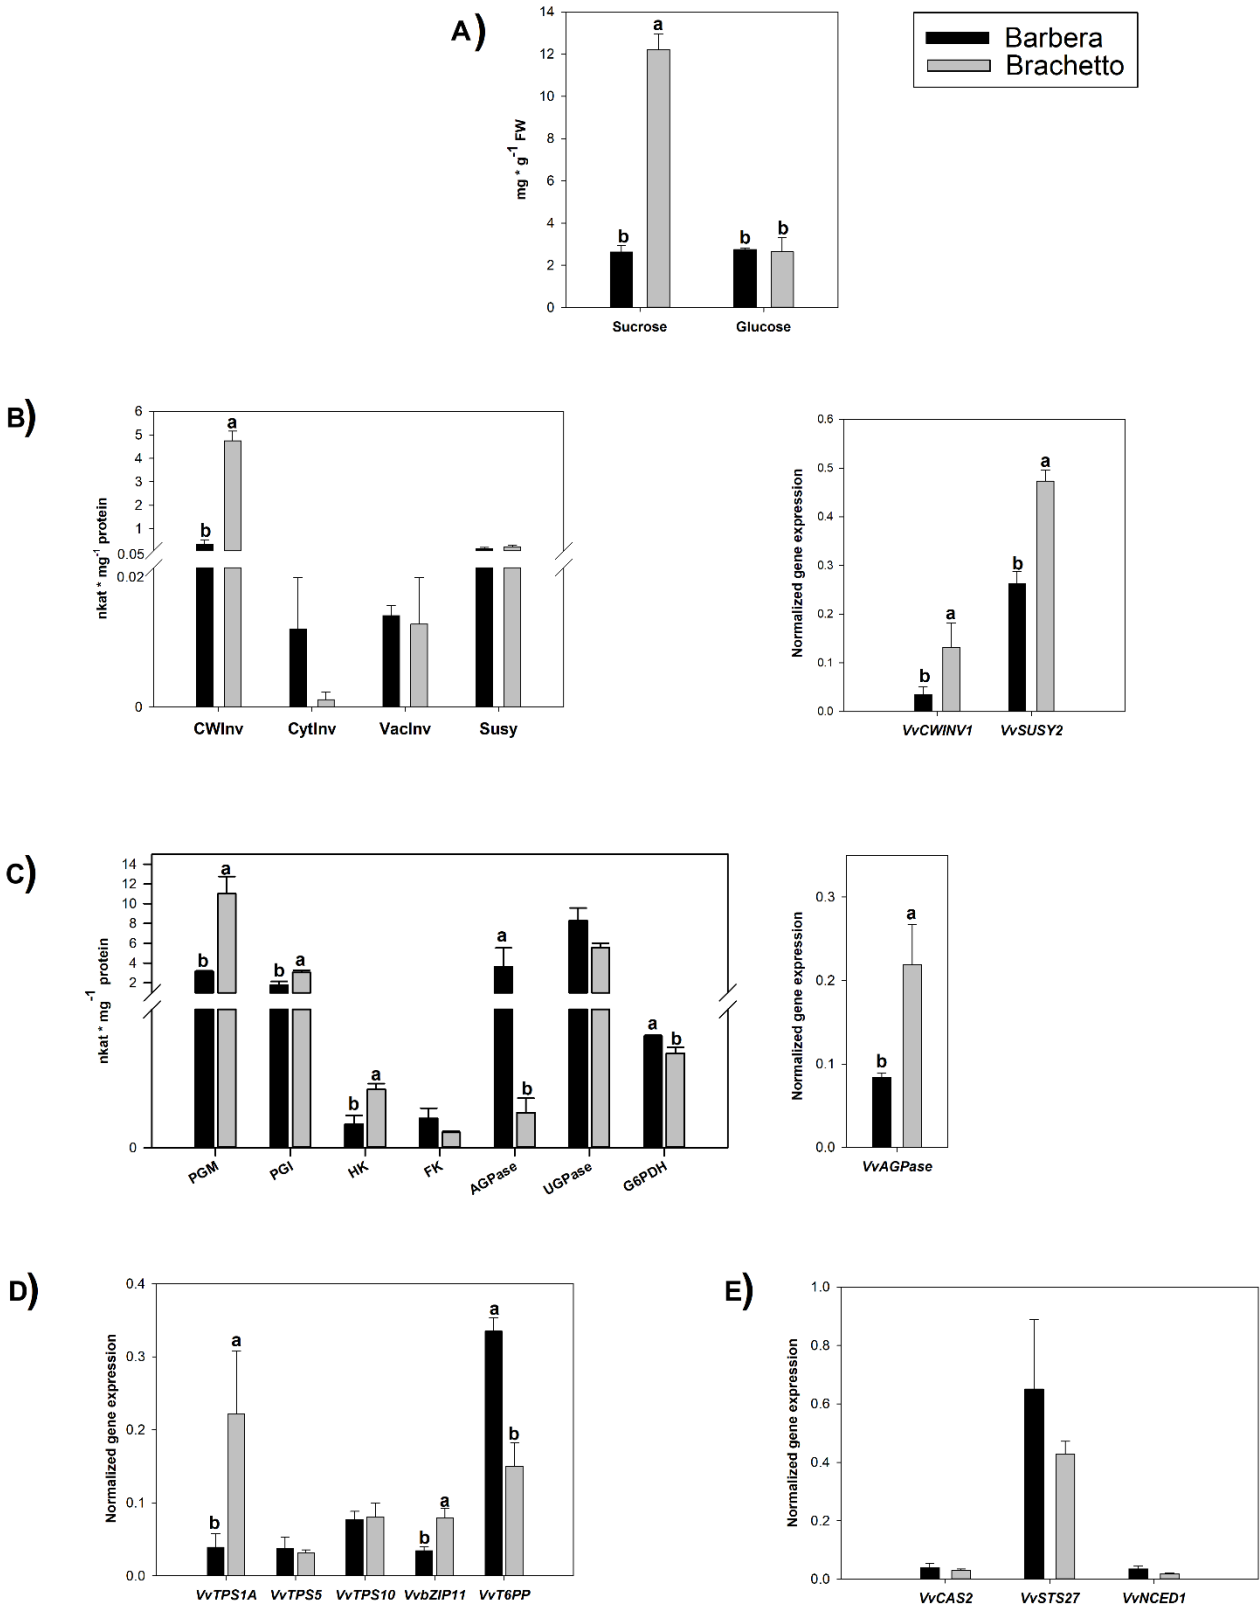 A)
Barbera
Brachetto
14
12
10
8
6
4
2
0
mg * g-1 FW
a
b
b
b
Sucrose Glucose
B)
6
5
4
3
2
1
0.05
0.02
0
nkat * mg-1 protein
a
b
CWInv CytInv VacInv Susy
0.6
0.5
0.4
0.3
0.2
0.1
0.0
Normalized gene expression
a
b
a
b
VvCWINV1 VvSUSY2
C)
14
12
10
8
6
4
2
0
nkat * mg-1 protein
a
b
b a
a
b
a
b
a
b
PGM PGI HK FK AGPase UGPase G6PDH
0.3
0.2
0.1
0.0
Normalized gene expression
a
b
VvAGPase
D)
0.4
0.3
0.2
0.1
0.0
Normalized gene expression
a
b
a
b
a
b
VvTPS1A VvTPS5 VvTPS10 VvbZIP11 VvT6PP
E)
1.0
0.8
0.6
0.4
0.2
0.0
Normalized gene expression
VvCAS2 VvSTS27 VvNCED1